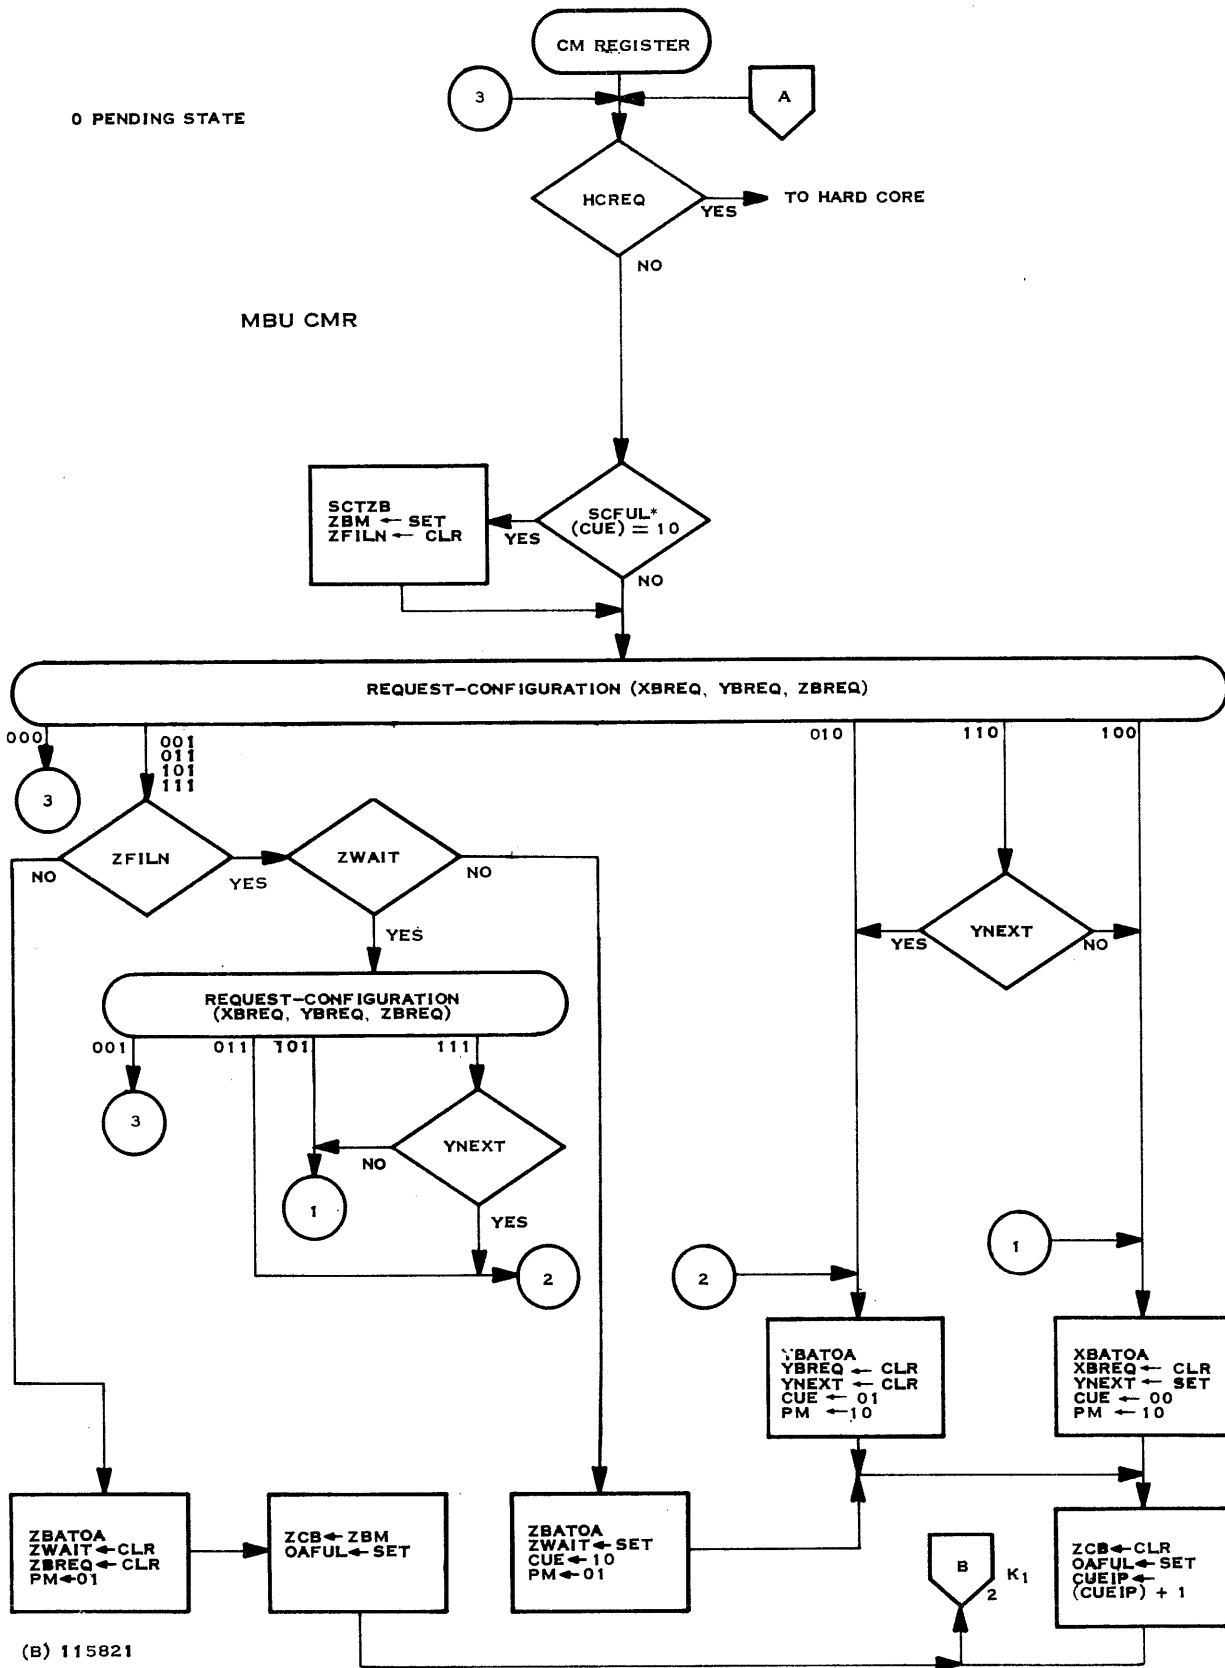 CM REGISTER
3
A
0 PENDING STATE
HCREQ
YES
TO HARD CORE
NO
MBU CMR
SCTZB
ZBM ← SET
ZFILN ← CLR
YES
SCFUL*
(CUE) = 10
NO
REQUEST-CONFIGURATION (XBREQ, YBREQ, ZBREQ)
000
001
011
101
111
010
110
100
3
ZFILN
NO
YES
ZWAIT
NO
YES
YNEXT
YES
NO
REQUEST-CONFIGURATION
(XBREQ, YBREQ, ZBREQ)
001
011
101
111
3
YNEXT
NO
YES
1
2
2
1
YBATOA
YBREQ ← CLR
YNEXT ← CLR
CUE ← 01
PM ← 10
XBATOA
XBREQ ← CLR
YNEXT ← SET
CUE ← 00
PM ← 10
ZBATOA
ZWAIT ← CLR
ZBREQ ← CLR
PM ← 01
ZCB ← ZBM
OAFUL ← SET
ZBATOA
ZWAIT ← SET
CUE ← 10
PM ← 01
B
2
K1
ZCB ← CLR
OAFUL ← SET
CUEIP ←
(CUEIP) + 1
(B) 115821